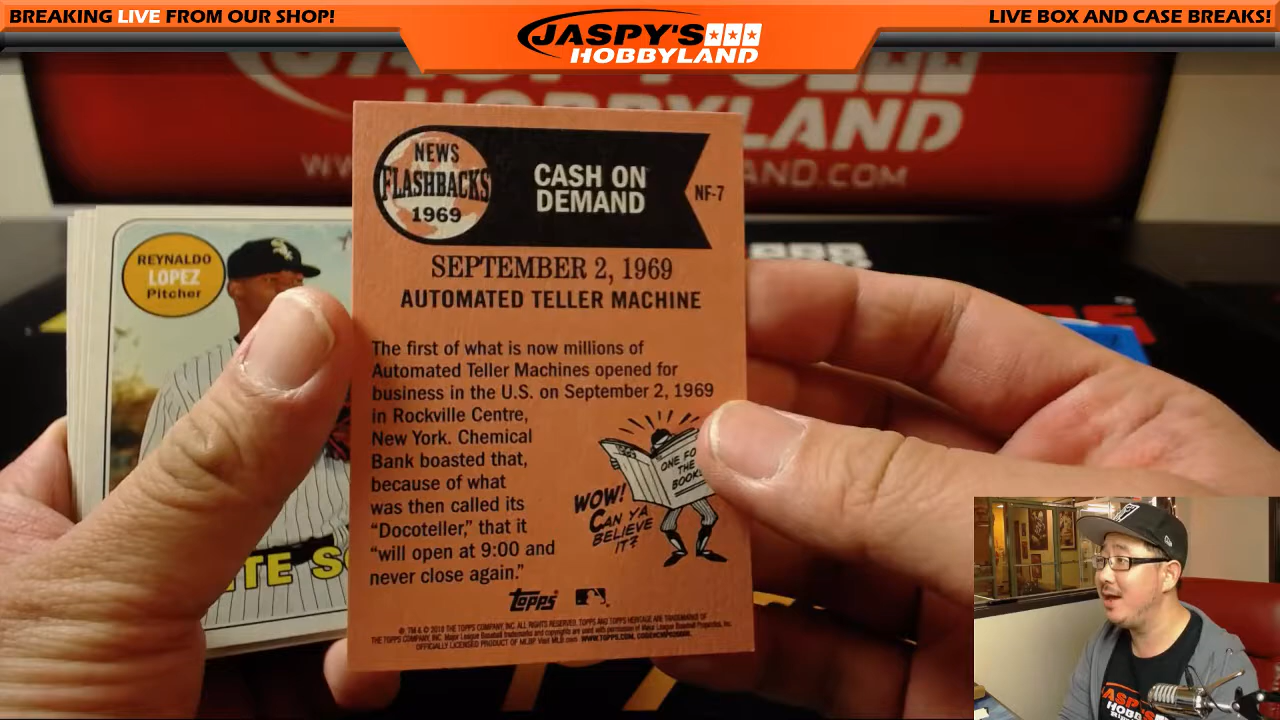 BREAKING LIVE FROM OUR SHOP!
JASPY'S
HOBBYLAND
LIVE BOX AND CASE BREAKS!
NEWS
FLASHBACKS
1969
CASH ON
DEMAND
NF-7
SEPTEMBER 2, 1969
AUTOMATED TELLER MACHINE
The first of what is now millions of
Automated Teller Machines opened for
business in the U.S. on September 2, 1969
in Rockville Centre,
New York. Chemical
Bank boasted that,
because of what
was then called its
"Docoteller," that it
"will open at 9:00 and
never close again."
ONE FO
THE
BOOK
WOW!
CAN YA
BELIEVE
IT?
topps
REYNALDO
LOPEZ
Pitcher